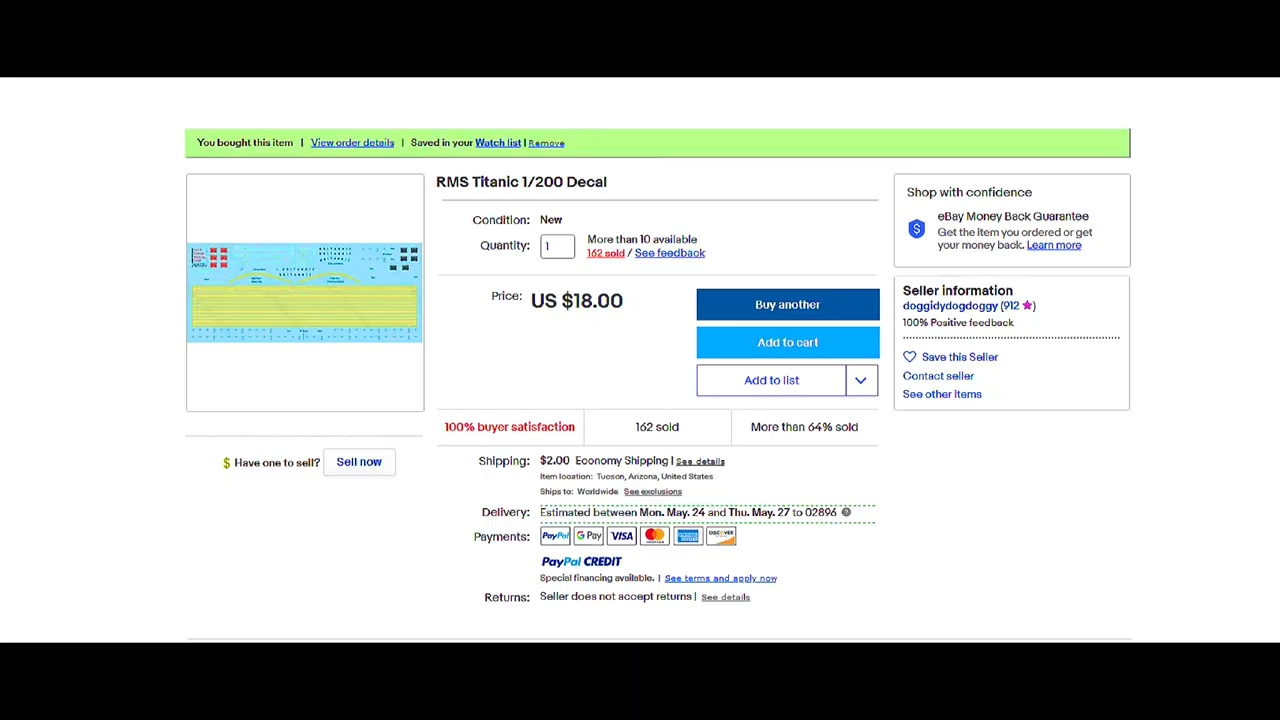 You bought this item | View order details | Saved in your Watch list | Remove
RMS Titanic 1/200 Decal
Condition: New
Quantity: 1
More than 10 available
162 sold / See feedback
Price: US $18.00
Buy another
Add to cart
Add to list
100% buyer satisfaction
162 sold
More than 64% sold
Shipping: $2.00 Economy Shipping | See details
Item location: Tucson, Arizona, United States
Ships to: Worldwide See exclusions
Delivery: Estimated between Mon. May. 24 and Thu. May. 27 to 02896
Payments: PayPal G Pay VISA MasterCard AMERICAN EXPRESS DISCOVER
PayPal CREDIT
Special financing available. | See terms and apply now
Returns: Seller does not accept returns | See details
$ Have one to sell? Sell now
Shop with confidence
eBay Money Back Guarantee
Get the item you ordered or get
your money back. Learn more
Seller information
doggidydogdoggy (912 ★)
100% Positive feedback
Save this Seller
Contact seller
See other items